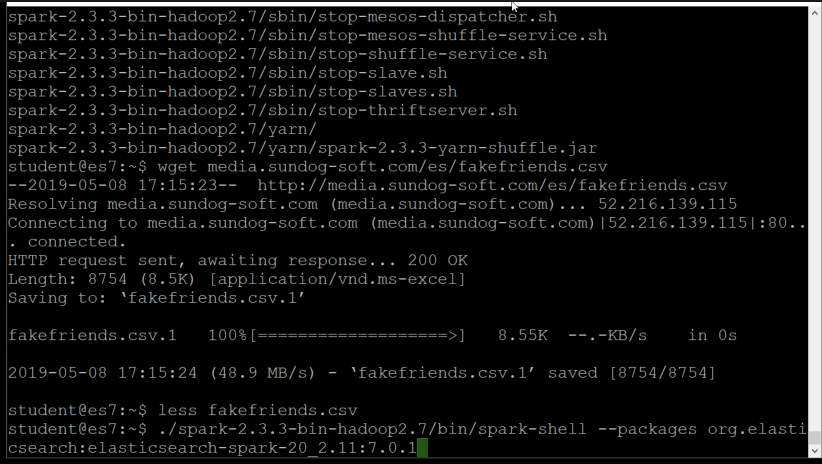 spark-2.3.3-bin-hadoop2.7/sbin/stop-mesos-dispatcher.sh
spark-2.3.3-bin-hadoop2.7/sbin/stop-mesos-shuffle-service.sh
spark-2.3.3-bin-hadoop2.7/sbin/stop-shuffle-service.sh
spark-2.3.3-bin-hadoop2.7/sbin/stop-slave.sh
spark-2.3.3-bin-hadoop2.7/sbin/stop-slaves.sh
spark-2.3.3-bin-hadoop2.7/sbin/stop-thriftserver.sh
spark-2.3.3-bin-hadoop2.7/yarn/
spark-2.3.3-bin-hadoop2.7/yarn/spark-2.3.3-yarn-shuffle.jar
student@es7:~$ wget media.sundog-soft.com/es/fakefriends.csv
--2019-05-08 17:15:23--  http://media.sundog-soft.com/es/fakefriends.csv
Resolving media.sundog-soft.com (media.sundog-soft.com)... 52.216.139.115
Connecting to media.sundog-soft.com (media.sundog-soft.com)|52.216.139.115|:80..
. connected.
HTTP request sent, awaiting response... 200 OK
Length: 8754 (8.5K) [application/vnd.ms-excel]
Saving to: ‘fakefriends.csv.1’
fakefriends.csv.1   100%[===================>]   8.55K  --.-KB/s    in 0s
2019-05-08 17:15:24 (48.9 MB/s) - ‘fakefriends.csv.1’ saved [8754/8754]
student@es7:~$ less fakefriends.csv
student@es7:~$ ./spark-2.3.3-bin-hadoop2.7/bin/spark-shell --packages org.elasti
csearch:elasticsearch-spark-20_2.11:7.0.1